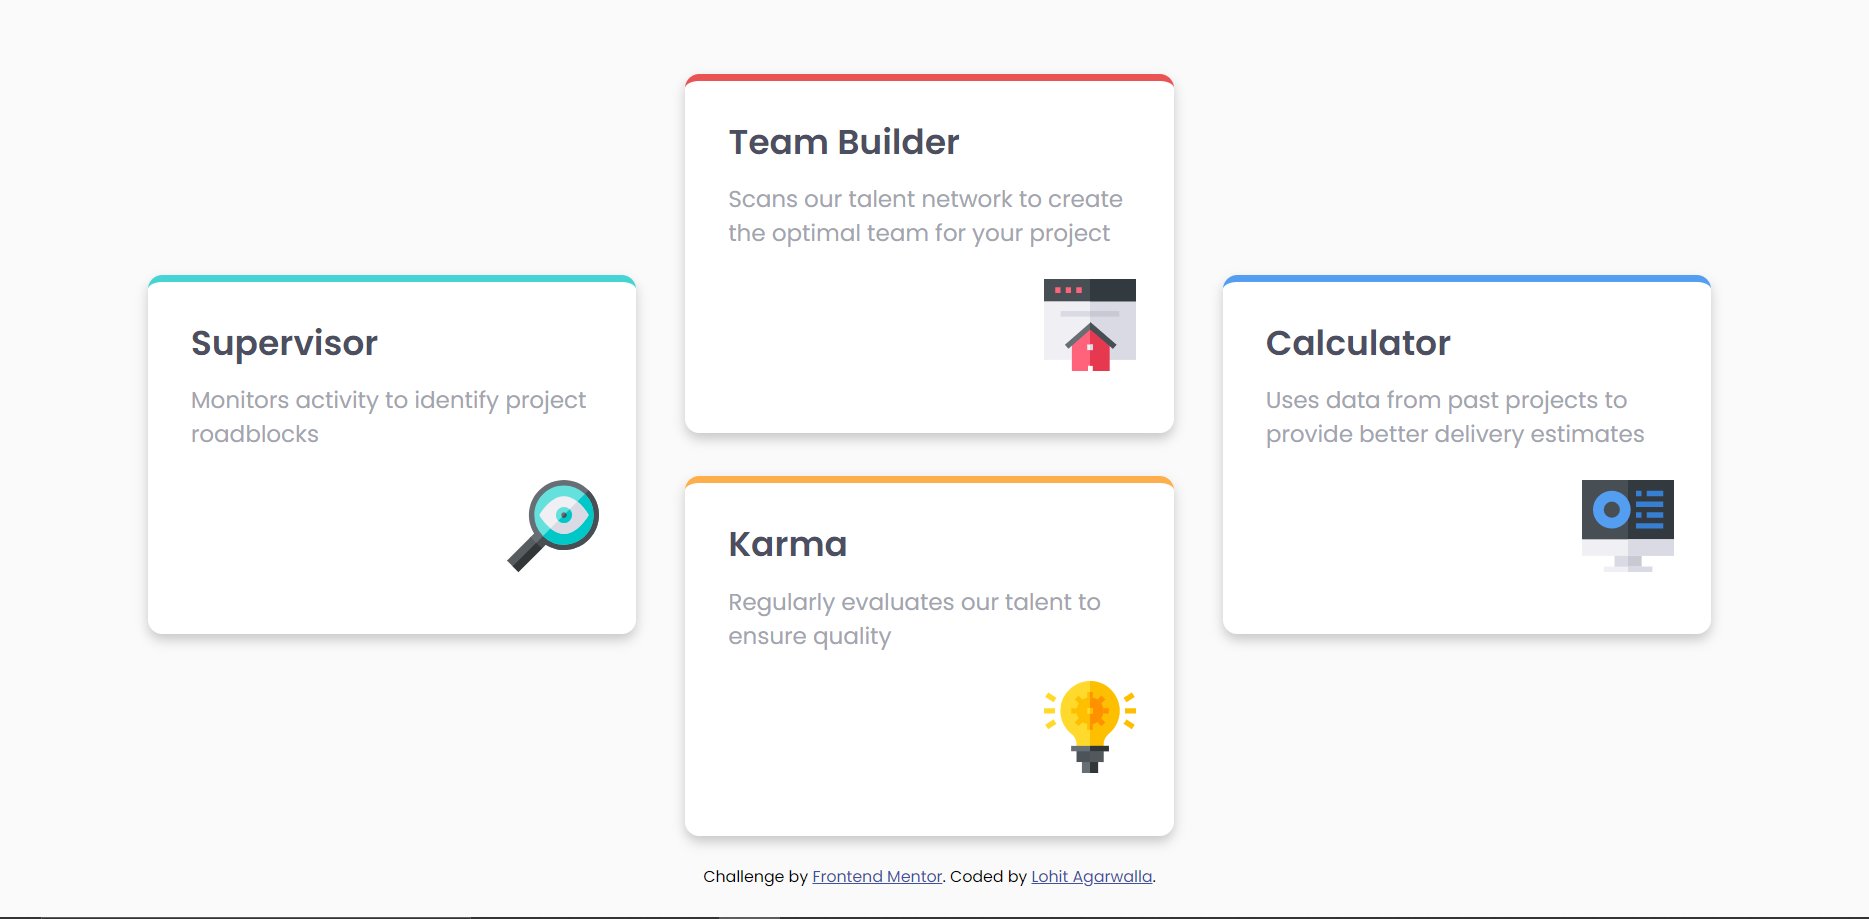 Team Builder
Scans our talent network to create
the optimal team for your project
Supervisor
Monitors activity to identify project
roadblocks
Calculator
Uses data from past projects to
provide better delivery estimates
Karma
Regularly evaluates our talent to
ensure quality
Challenge by Frontend Mentor. Coded by Lohit Agarwalla.